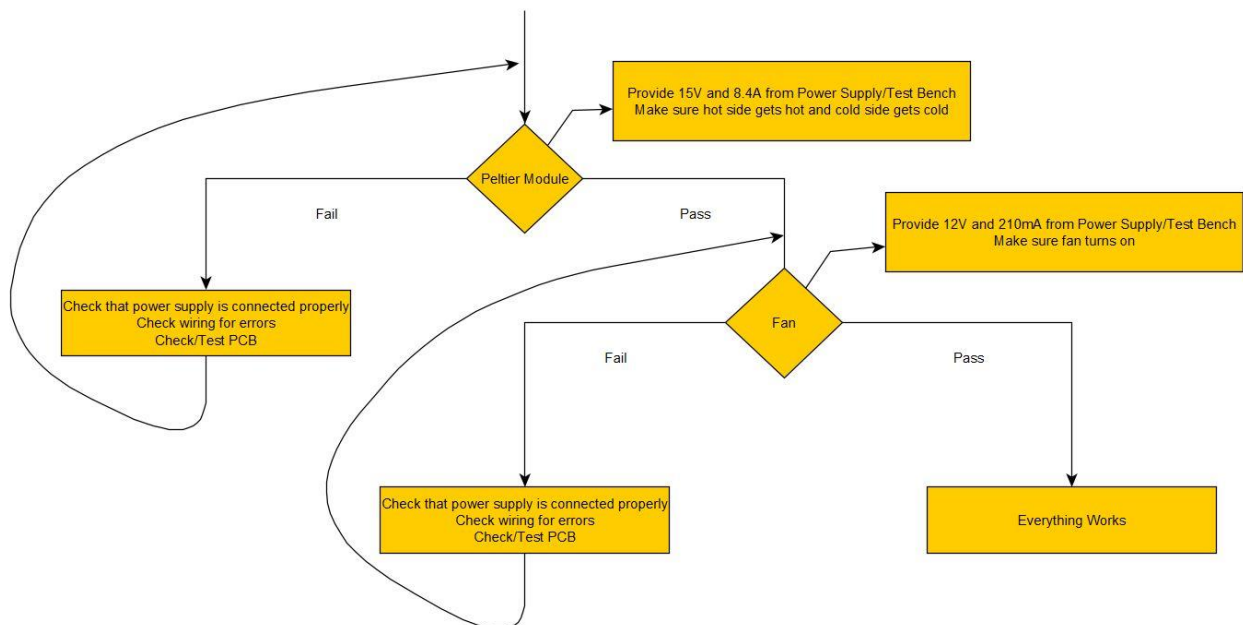 Provide 15V and 8.4A from Power Supply/Test Bench
Make sure hot side gets hot and cold side gets cold
Peltier Module
Fail
Pass
Provide 12V and 210mA from Power Supply/Test Bench
Make sure fan turns on
Check that power supply is connected properly
Check wiring for errors
Check/Test PCB
Fan
Fail
Pass
Check that power supply is connected properly
Check wiring for errors
Check/Test PCB
Everything Works